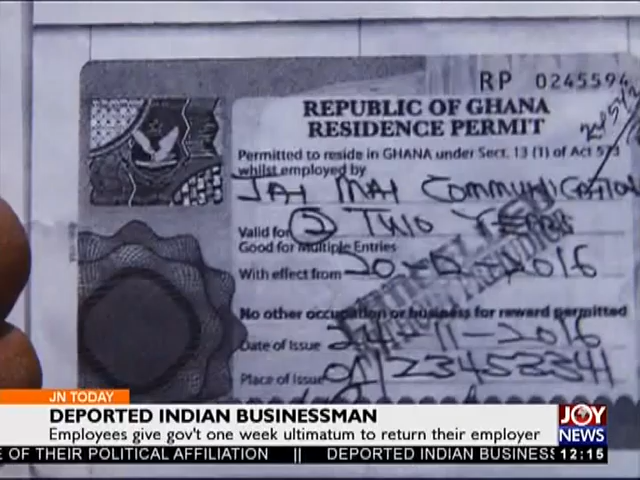 RP 0245594
REPUBLIC OF GHANA
RESIDENCE PERMIT
Permitted to reside in GHANA under Sect. 13 (1) of Act 573
whilst employed by
JAI MAI COMMUNICATION
Valid for 2 TWO YEARS
Good for Multiple Entries
With effect from 20-12-2016
No other occupation or business for reward permitted
Date of Issue 24-11-2016
Place of Issue
JN TODAY
DEPORTED INDIAN BUSINESSMAN
Employees give gov't one week ultimatum to return their employer
JOY
NEWS
E OF THEIR POLITICAL AFFILIATION || DEPORTED INDIAN BUSINESS
12:15